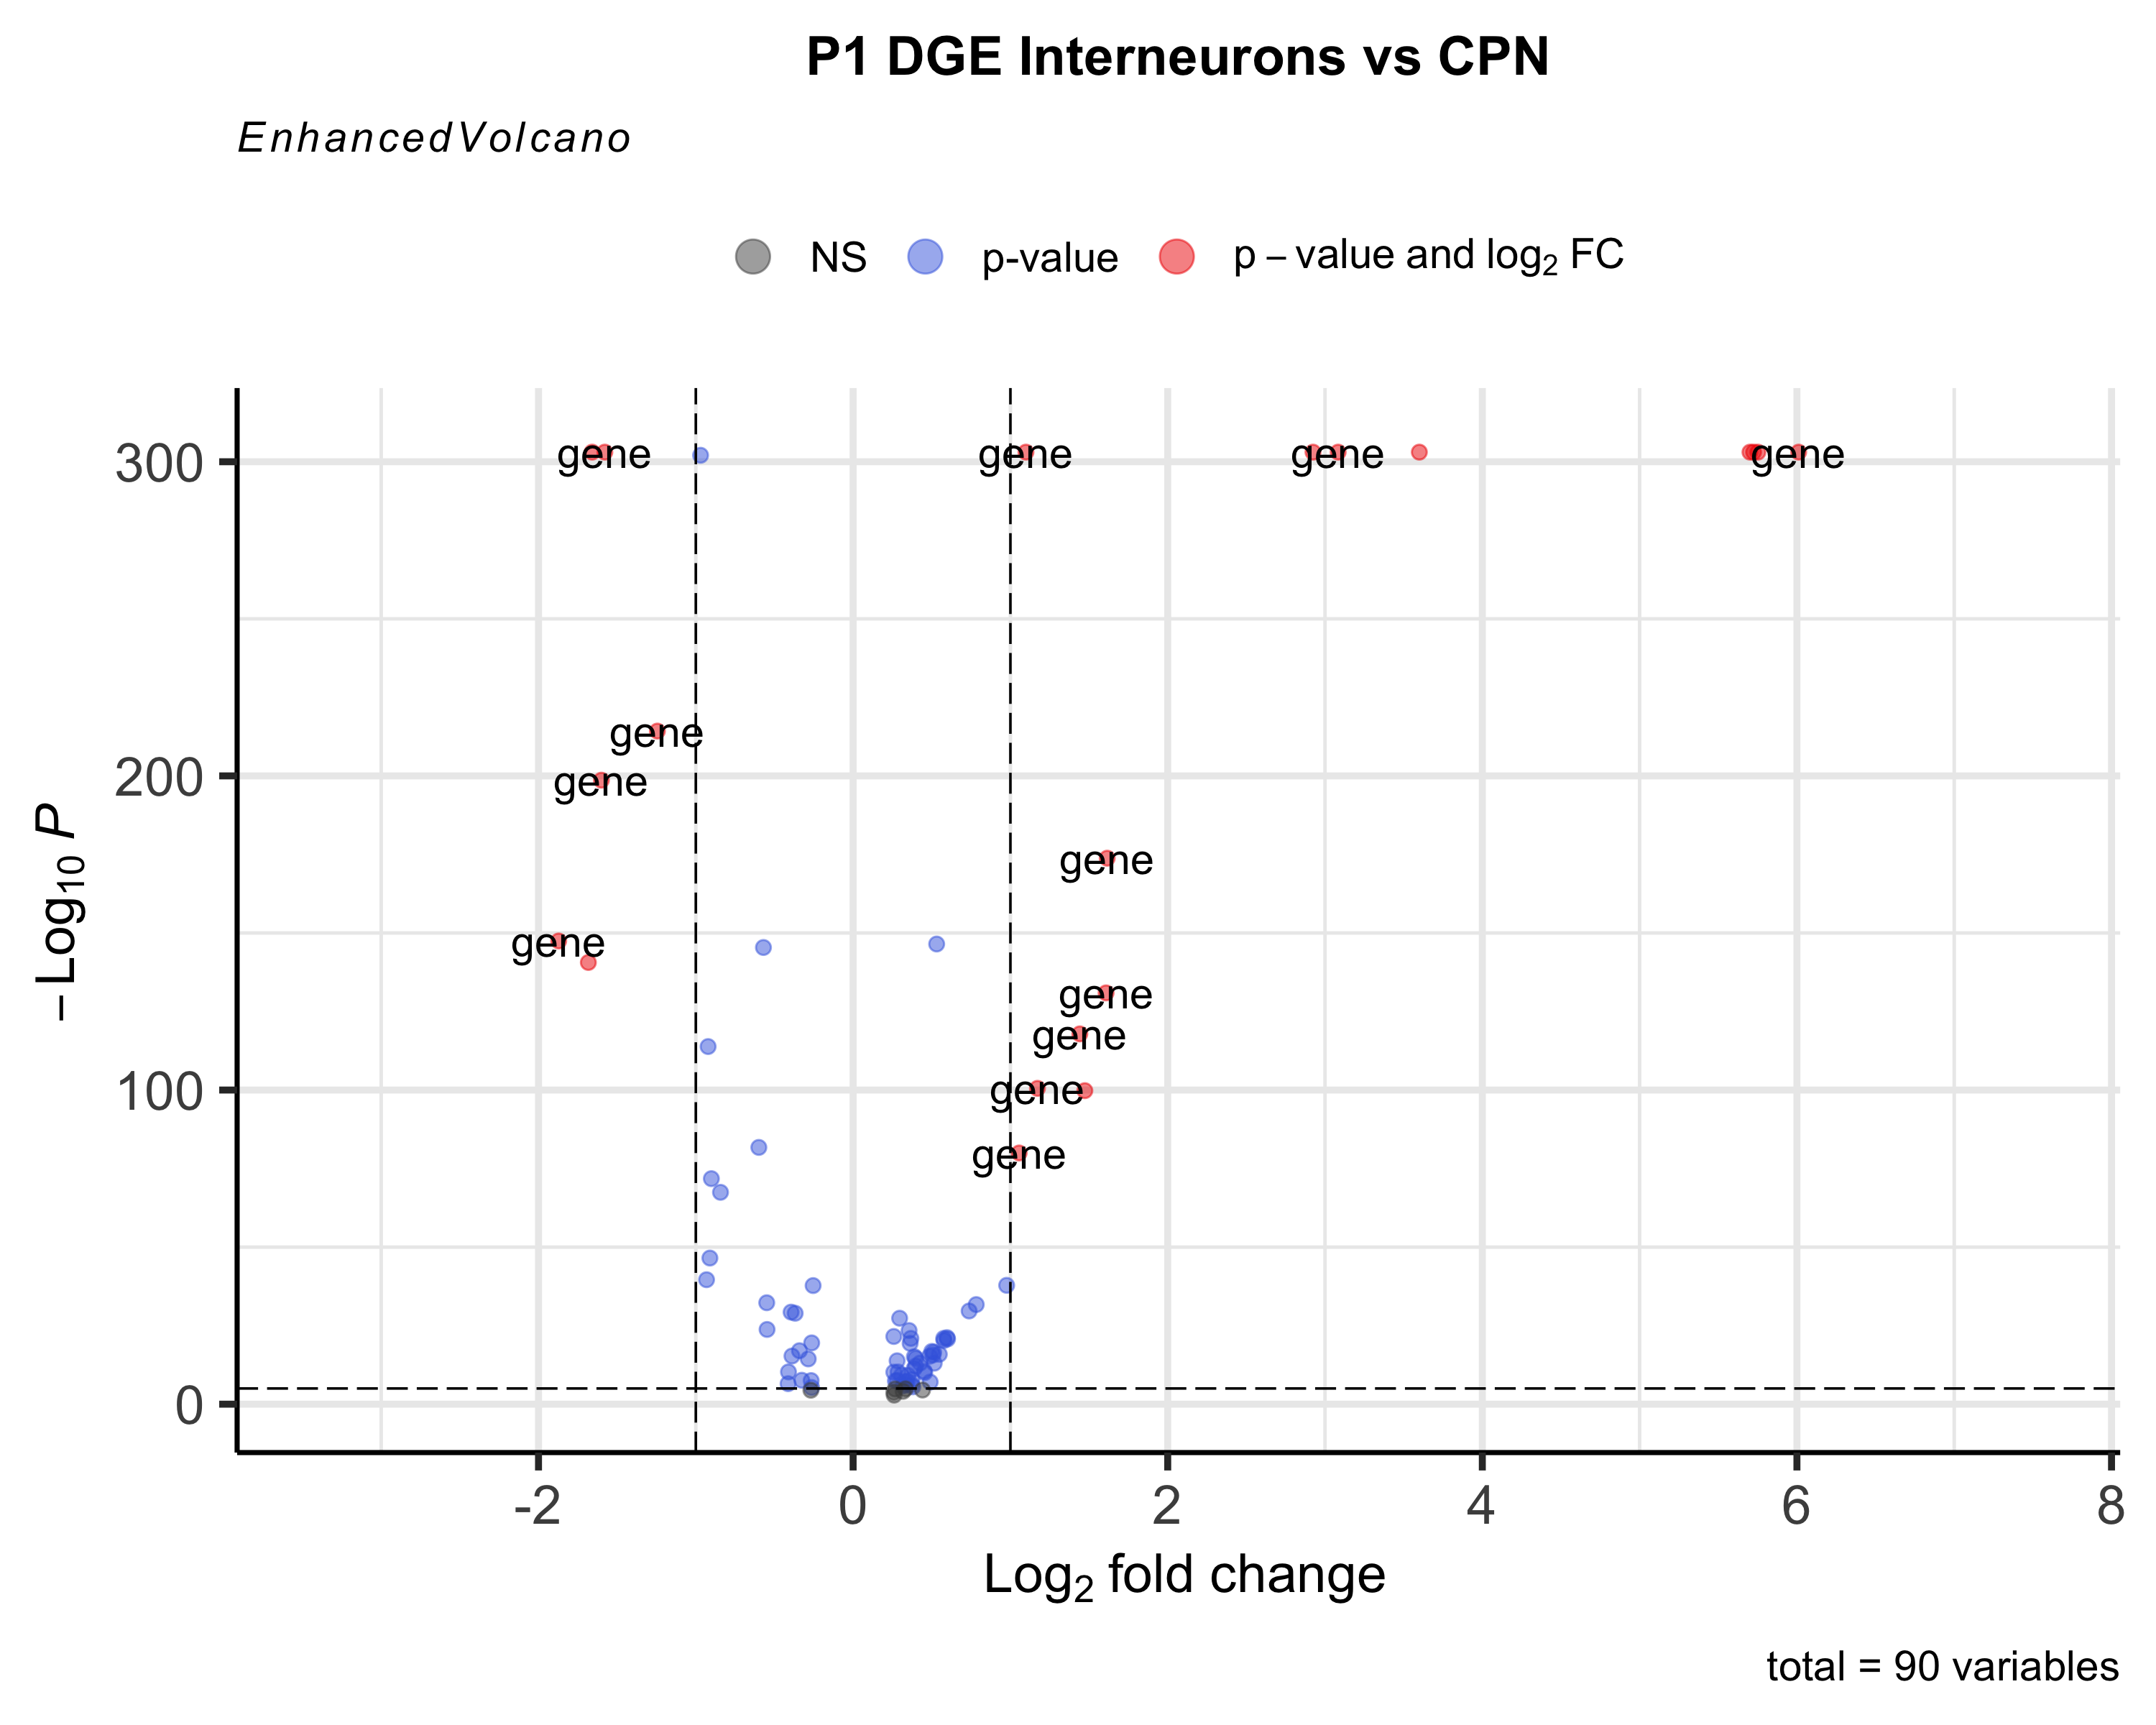 P1 DGE Interneurons vs CPN
EnhancedVolcano
NS p-value p – value and log₂ FC
300
gene gene gene gene
gene
200
gene
gene
gene
gene
gene
100
gene
gene
0
– Log₁₀ P
-2 0 2 4 6 8
Log₂ fold change
total = 90 variables